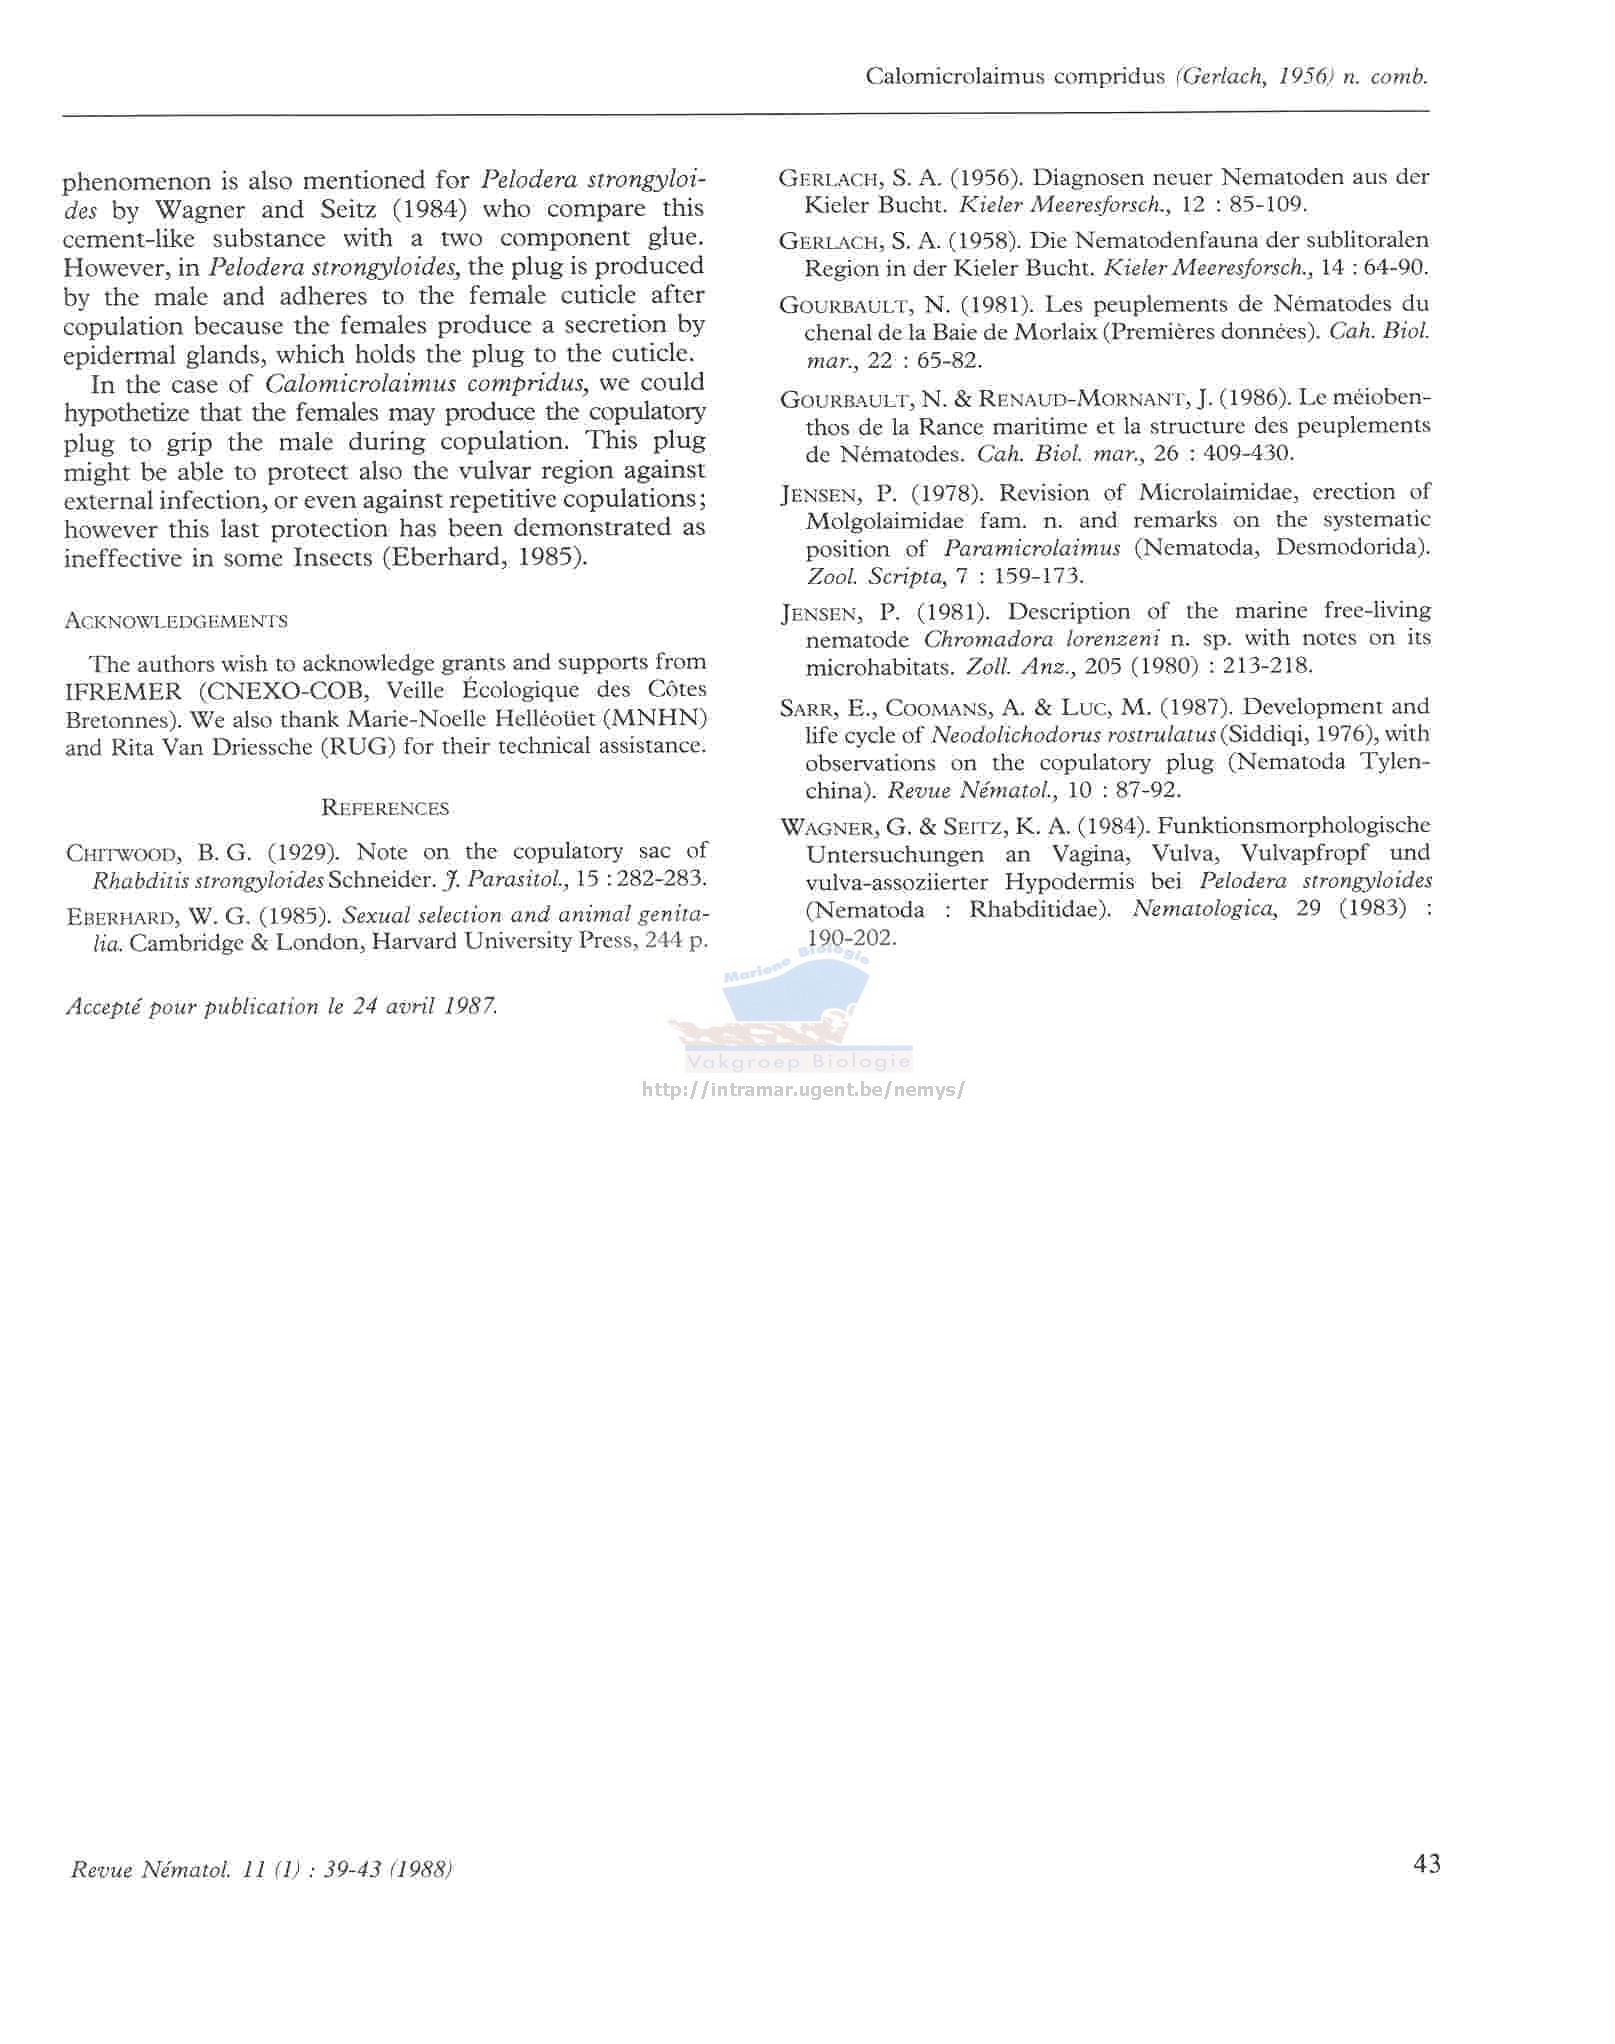 Calomicrolaimus compridus (Gerlach, 1956) n. comb.
phenomenon is also mentioned for Pelodera strongyloi-
des by Wagner and Seitz (1984) who compare this
cement-like substance with a two component glue.
However, in Pelodera strongyloides, the plug is produced
by the male and adheres to the female cuticle after
copulation because the females produce a secretion by
epidermal glands, which holds the plug to the cuticle.
In the case of Calomicrolaimus compridus, we could
hypothetize that the females may produce the copulatory
plug to grip the male during copulation. This plug
might be able to protect also the vulvar region against
external infection, or even against repetitive copulations;
however this last protection has been demonstrated as
ineffective in some Insects (Eberhard, 1985).
ACKNOWLEDGEMENTS
The authors wish to acknowledge grants and supports from
IFREMER (CNEXO-COB, Veille Écologique des Côtes
Bretonnes). We also thank Marie-Noelle Helléoüet (MNHN)
and Rita Van Driessche (RUG) for their technical assistance.
REFERENCES
CHITWOOD, B. G. (1929). Note on the copulatory sac of
Rhabditis strongyloides Schneider. J. Parasitol., 15 : 282-283.
EBERHARD, W. G. (1985). Sexual selection and animal genita-
lia. Cambridge & London, Harvard University Press, 244 p.
Accepté pour publication le 24 avril 1987.
GERLACH, S. A. (1956). Diagnosen neuer Nematoden aus der
Kieler Bucht. Kieler Meeresforsch., 12 : 85-109.
GERLACH, S. A. (1958). Die Nematodenfauna der sublitoralen
Region in der Kieler Bucht. Kieler Meeresforsch., 14 : 64-90.
GOURBAULT, N. (1981). Les peuplements de Nématodes du
chenal de la Baie de Morlaix (Premières données). Cah. Biol.
mar., 22 : 65-82.
GOURBAULT, N. & RENAUD-MORNANT, J. (1986). Le méioben-
thos de la Rance maritime et la structure des peuplements
de Nématodes. Cah. Biol. mar., 26 : 409-430.
JENSEN, P. (1978). Revision of Microlaimidae, erection of
Molgolaimidae fam. n. and remarks on the systematic
position of Paramicrolaimus (Nematoda, Desmodorida).
Zool. Scripta, 7 : 159-173.
JENSEN, P. (1981). Description of the marine free-living
nematode Chromadora lorenzeni n. sp. with notes on its
microhabitats. Zoll. Anz., 205 (1980) : 213-218.
SARR, E., COOMANS, A. & LUC, M. (1987). Development and
life cycle of Neodolichodorus rostrulatus (Siddiqi, 1976), with
observations on the copulatory plug (Nematoda Tylen-
china). Revue Nématol., 10 : 87-92.
WAGNER, G. & SEITZ, K. A. (1984). Funktionsmorphologische
Untersuchungen an Vagina, Vulva, Vulvapfropf und
vulva-assoziierter Hypodermis bei Pelodera strongyloides
(Nematoda : Rhabditidae). Nematologica, 29 (1983) :
190-202.
Mariene Biologie
Vakgroep Biologie
http://intramar.ugent.be/nemys/
Revue Nématol. 11 (1) : 39-43 (1988)
43